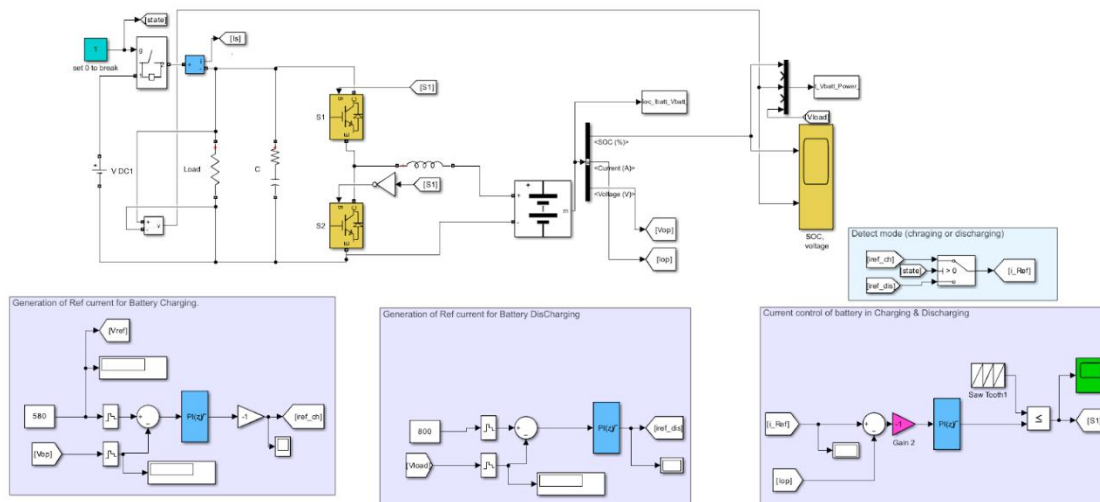 [state]
[Is]
1
set 0 to break
g
1
2
+
i
-
V DC1
Load
+
-
v
C
S1
g
C
E
[S1]
S2
g
C
E
[S1]
+
-
m
<SOC (%)>
<Current (A)>
<Voltage (V)>
[Vop]
[Iop]
t_Vbatt_Power_
[Vload]
SOC,
voltage
Detect mode (chraging or discharging)
[iref_ch]
[state]
> 0
[iref_dis]
[i_Ref]
Generation of Ref current for Battery Charging.
[Vref]
580
[Vop]
+
-
PI(z)
-1
[iref_ch]
Generation of Ref current for Battery DisCharging
800
[Vload]
+
-
PI(z)
[iref_dis]
Current control of battery in Charging & Discharging
[i_Ref]
[Iop]
+
-
-1
Gain 2
PI(z)
Saw Tooth1
≤
[S1]